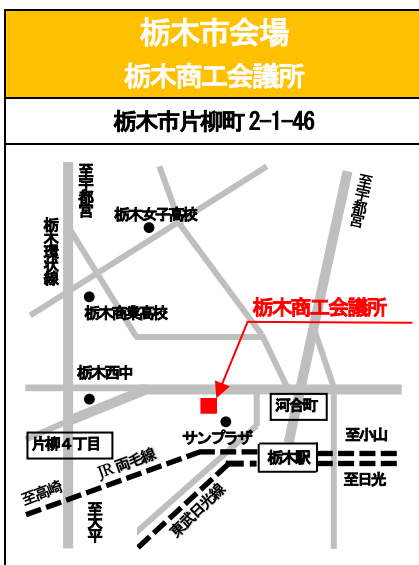 栃木市会場
栃木商工会議所
栃木市片柳町 2-1-46
至宇都宮
至宇都宮
栃木環状線
栃木女子高校
栃木商業高校
栃木商工会議所
栃木西中
河合町
サンプラザ
片柳４丁目
至小山
JR 両毛線
栃木駅
至日光
至高崎
至大平
東武日光線